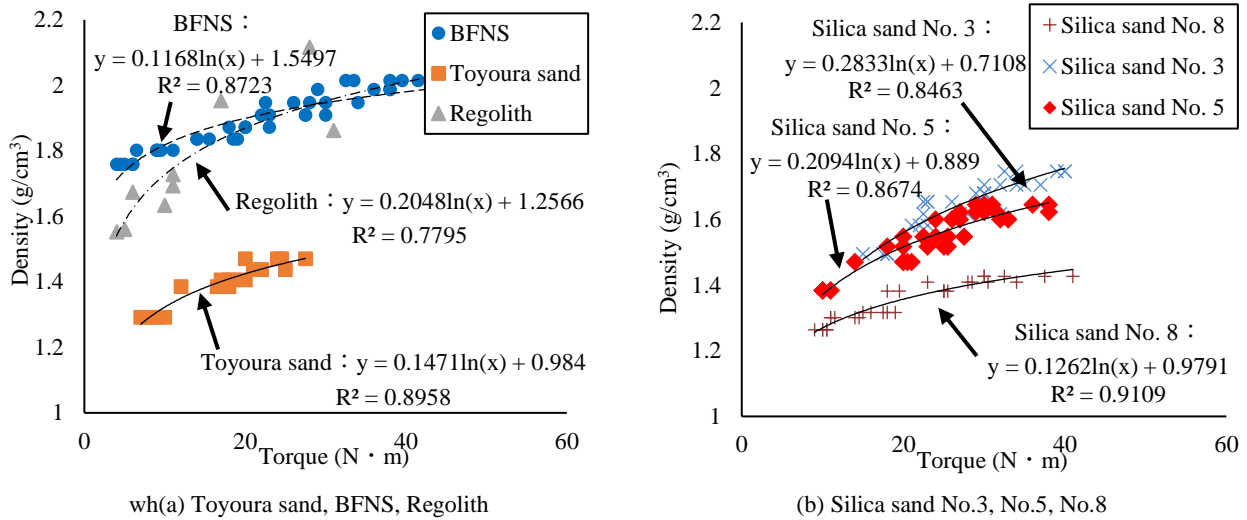 BFNS：
y = 0.1168ln(x) + 1.5497
R² = 0.8723
BFNS
Toyoura sand
Regolith
Regolith：y = 0.2048ln(x) + 1.2566
R² = 0.7795
Toyoura sand：y = 0.1471ln(x) + 0.984
R² = 0.8958
Density (g/cm³)
2.2
2
1.8
1.6
1.4
1.2
1
0
20
40
60
Torque (N・m)
wh(a) Toyoura sand, BFNS, Regolith
Silica sand No. 3：
y = 0.2833ln(x) + 0.7108
R² = 0.8463
Silica sand No. 5：
y = 0.2094ln(x) + 0.889
R² = 0.8674
Silica sand No. 8
Silica sand No. 3
Silica sand No. 5
Silica sand No. 8：
y = 0.1262ln(x) + 0.9791
R² = 0.9109
Density (g/cm³)
2.2
2
1.8
1.6
1.4
1.2
1
0
20
40
60
Torque (N・m)
(b) Silica sand No.3, No.5, No.8